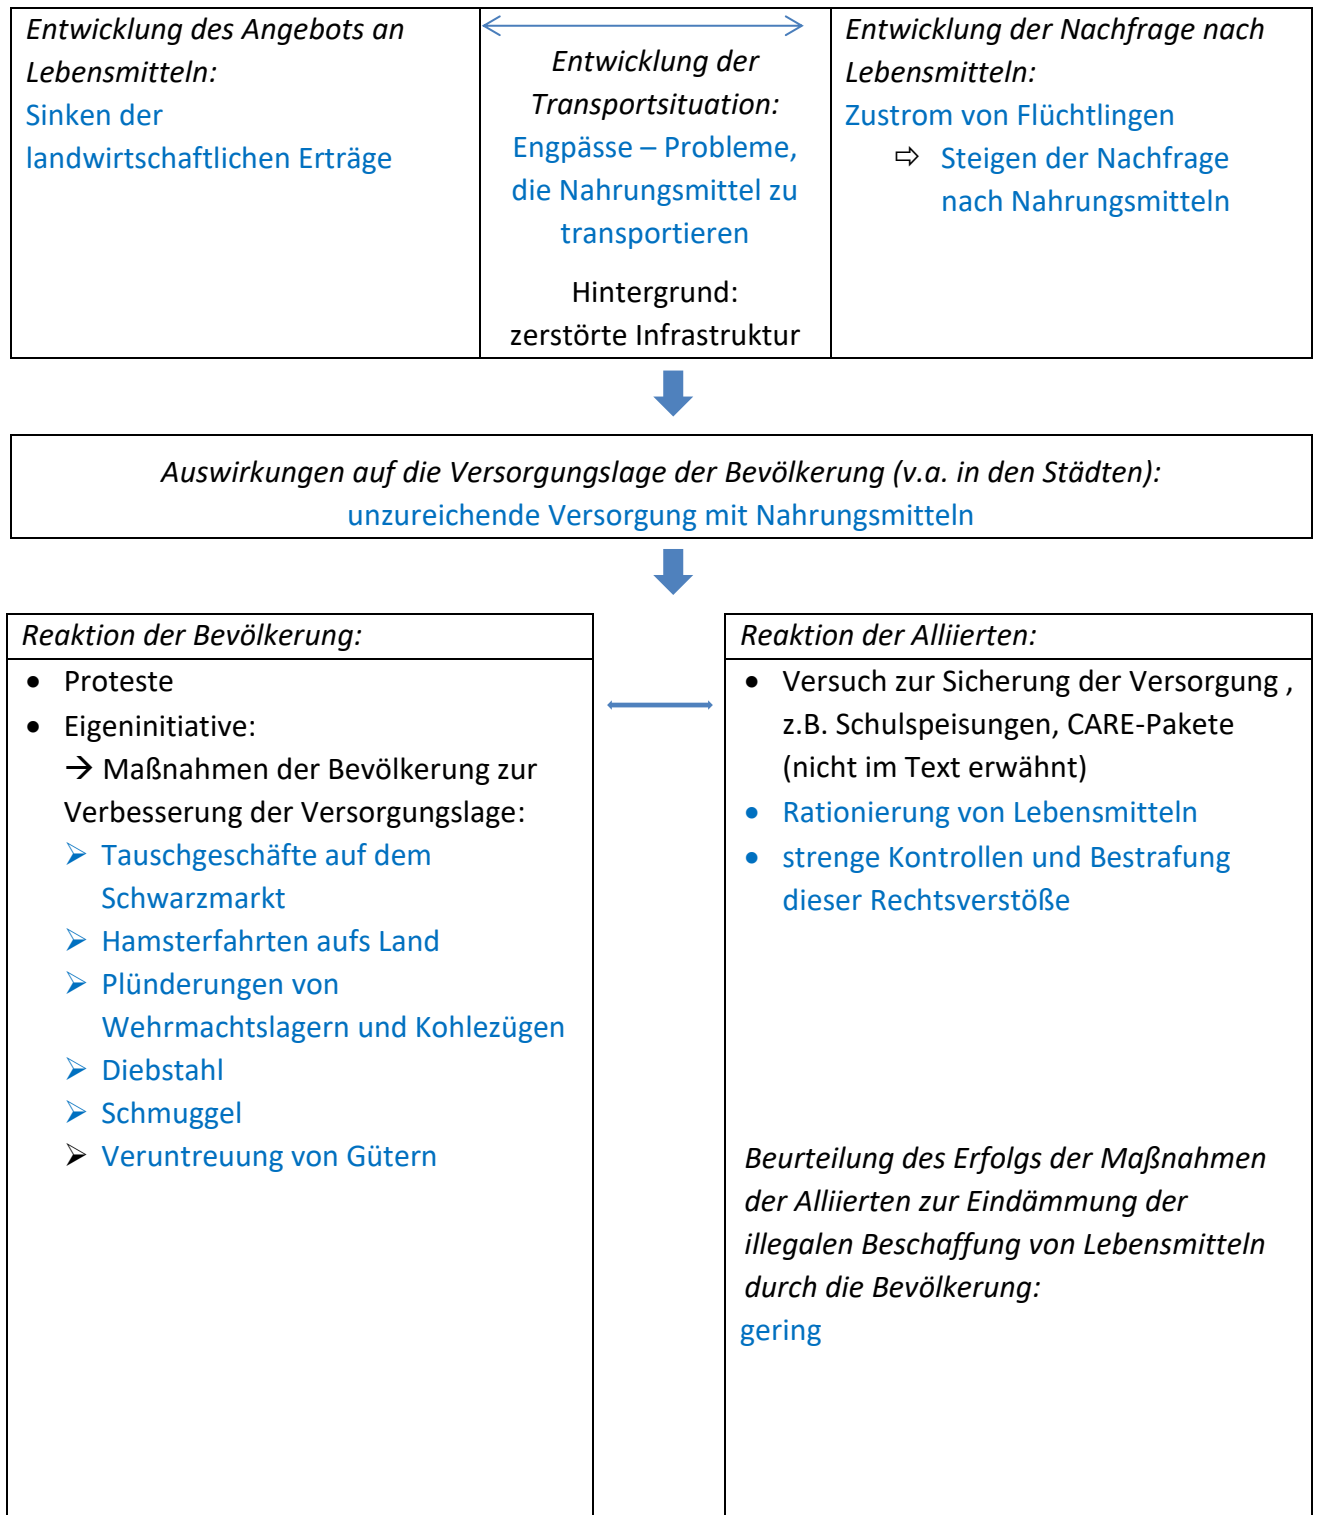 Entwicklung des Angebots an
Lebensmitteln:
Sinken der
landwirtschaftlichen Erträge
Entwicklung der
Transportsituation:
Engpässe – Probleme,
die Nahrungsmittel zu
transportieren
Hintergrund:
zerstörte Infrastruktur
Entwicklung der Nachfrage nach
Lebensmitteln:
Zustrom von Flüchtlingen
⇨ Steigen der Nachfrage
nach Nahrungsmitteln
Auswirkungen auf die Versorgungslage der Bevölkerung (v.a. in den Städten):
unzureichende Versorgung mit Nahrungsmitteln
Reaktion der Bevölkerung:
• Proteste
• Eigeninitiative:
→ Maßnahmen der Bevölkerung zur
Verbesserung der Versorgungslage:
➢ Tauschgeschäfte auf dem
Schwarzmarkt
➢ Hamsterfahrten aufs Land
➢ Plünderungen von
Wehrmachtslagern und Kohlezügen
➢ Diebstahl
➢ Schmuggel
➢ Veruntreuung von Gütern
Reaktion der Alliierten:
• Versuch zur Sicherung der Versorgung ,
z.B. Schulspeisungen, CARE-Pakete
(nicht im Text erwähnt)
• Rationierung von Lebensmitteln
• strenge Kontrollen und Bestrafung
dieser Rechtsverstöße
Beurteilung des Erfolgs der Maßnahmen
der Alliierten zur Eindämmung der
illegalen Beschaffung von Lebensmitteln
durch die Bevölkerung:
gering